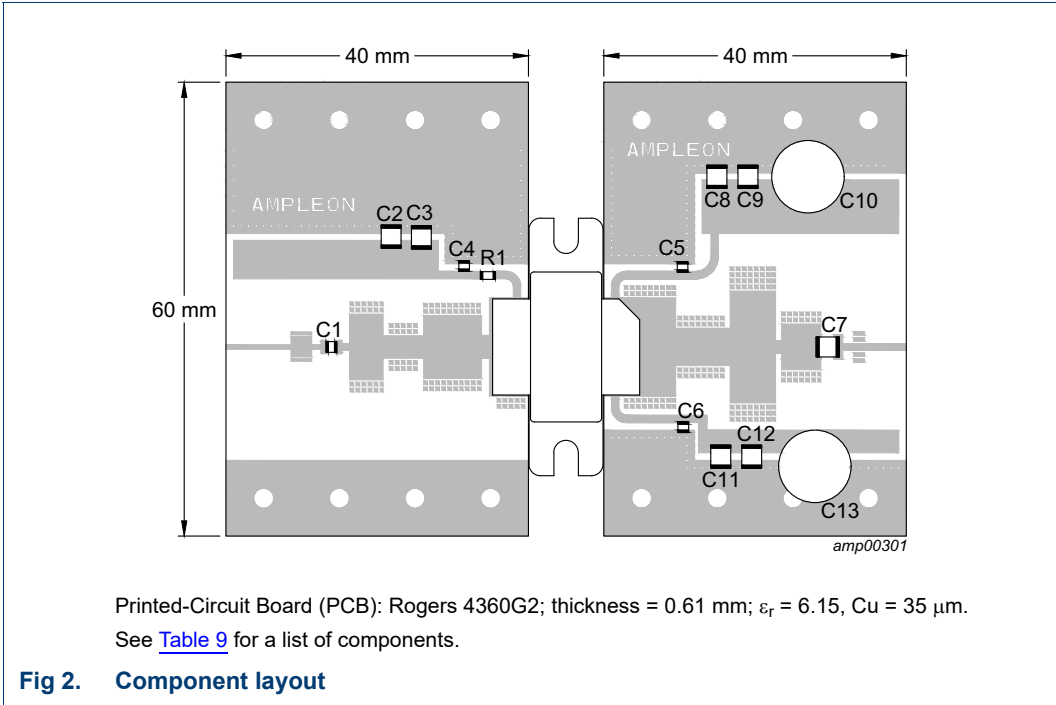 40 mm
40 mm
AMPLEON
C8 C9
C10
AMPLEON
C2 C3
C4 R1
C5
60 mm
C1
C7
C6
C12
C11
C13
amp00301
Printed-Circuit Board (PCB): Rogers 4360G2; thickness = 0.61 mm; εr = 6.15, Cu = 35 μm.
See Table 9 for a list of components.
Fig 2. Component layout